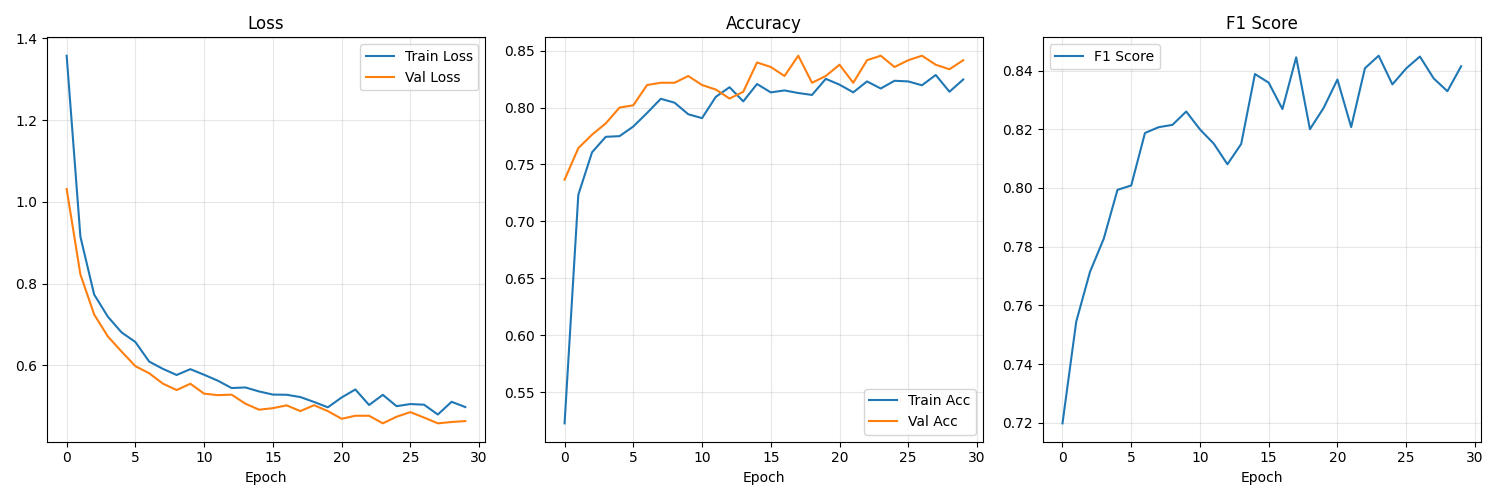 Loss
1.4
1.2
1.0
0.8
0.6
0 5 10 15 20 25 30
Epoch
Train Loss
Val Loss
Accuracy
0.85
0.80
0.75
0.70
0.65
0.60
0.55
0 5 10 15 20 25 30
Epoch
Train Acc
Val Acc
F1 Score
0.84
0.82
0.80
0.78
0.76
0.74
0.72
0 5 10 15 20 25 30
Epoch
F1 Score